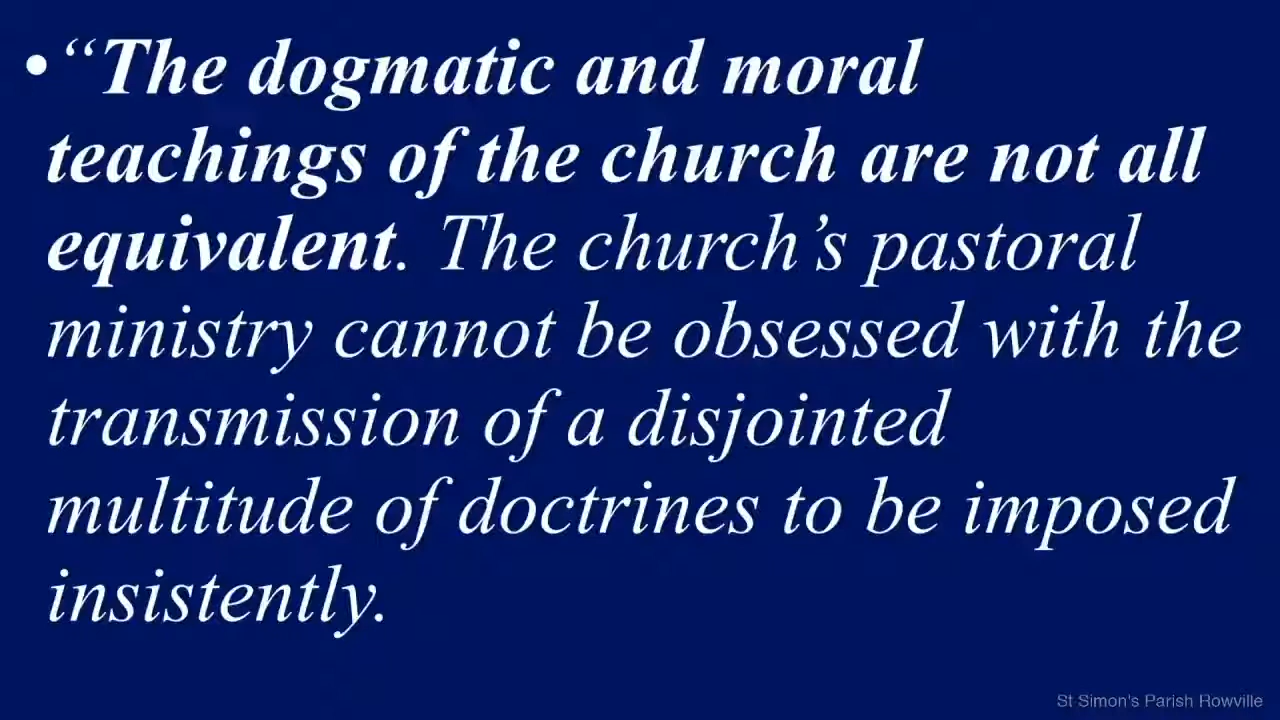 •“The dogmatic and moral
teachings of the church are not all
equivalent. The church’s pastoral
ministry cannot be obsessed with the
transmission of a disjointed
multitude of doctrines to be imposed
insistently.
St Simon's Parish Rowville